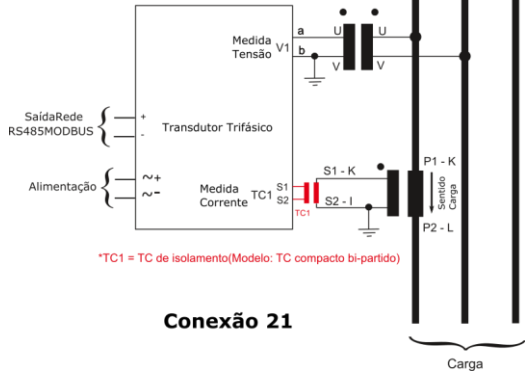 a
U
U
Medida
Tensão
V1
b
V
V
SaídaRede
RS485MODBUS
+
-
Transdutor Trifásico
Alimentação
~+
~-
Medida
Corrente
TC1
S1
S2
TC1
S1 - K
S2 - I
P1 - K
Sentido
Carga
P2 - L
*TC1 = TC de isolamento(Modelo: TC compacto bi-partido)
Conexão 21
Carga